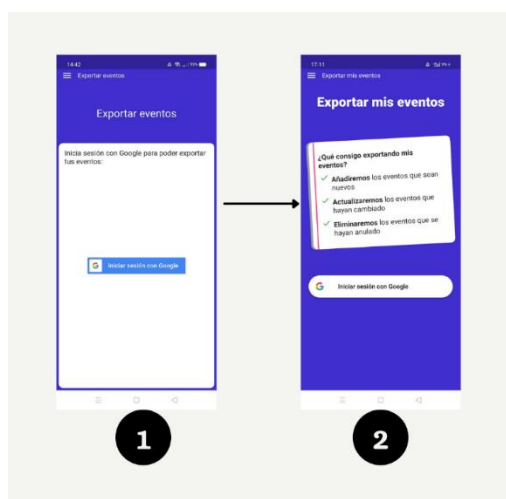 14:42
Exportar eventos
Exportar eventos
Inicia sesión con Google para poder exportar
tus eventos:
G Iniciar sesión con Google
1
17:11
Exportar mis eventos
Exportar mis eventos
¿Qué consigo exportando mis
eventos?
Añadiremos los eventos que sean
nuevos
Actualizaremos los eventos que
hayan cambiado
Eliminaremos los eventos que se
hayan anulado
G Iniciar sesión con Google
2